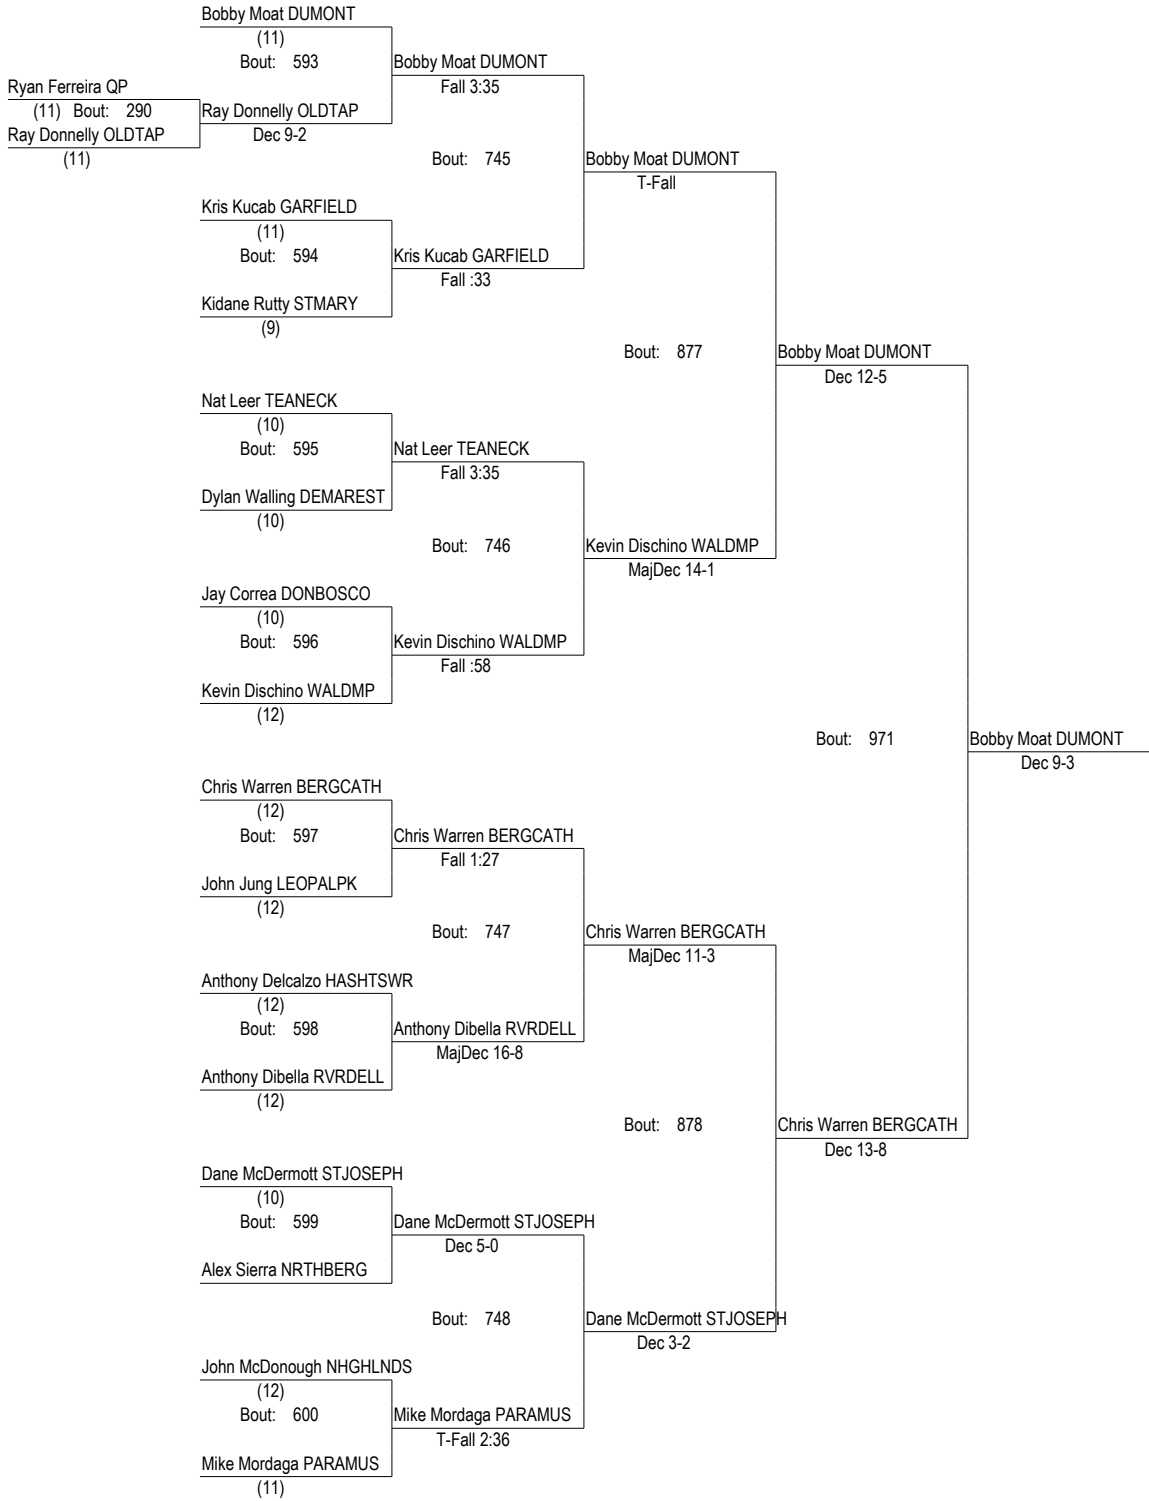 Bobby Moat DUMONT
(11)
Bout: 593
Bobby Moat DUMONT
Fall 3:35
Ryan Ferreira QP
(11) Bout: 290
Ray Donnelly OLDTAP
Dec 9-2
Ray Donnelly OLDTAP
(11)
Bout: 745
Bobby Moat DUMONT
T-Fall
Kris Kucab GARFIELD
(11)
Bout: 594
Kris Kucab GARFIELD
Fall :33
Kidane Rutty STMARY
(9)
Bout: 877
Bobby Moat DUMONT
Dec 12-5
Nat Leer TEANECK
(10)
Bout: 595
Nat Leer TEANECK
Fall 3:35
Dylan Walling DEMAREST
(10)
Bout: 746
Kevin Dischino WALDMP
MajDec 14-1
Jay Correa DONBOSCO
(10)
Bout: 596
Kevin Dischino WALDMP
Fall :58
Kevin Dischino WALDMP
(12)
Bout: 971
Bobby Moat DUMONT
Dec 9-3
Chris Warren BERGCATH
(12)
Bout: 597
Chris Warren BERGCATH
Fall 1:27
John Jung LEOPALPK
(12)
Bout: 747
Chris Warren BERGCATH
MajDec 11-3
Anthony Delcalzo HASHTSWR
(12)
Bout: 598
Anthony Dibella RVRDELL
MajDec 16-8
Anthony Dibella RVRDELL
(12)
Bout: 878
Chris Warren BERGCATH
Dec 13-8
Dane McDermott STJOSEPH
(10)
Bout: 599
Dane McDermott STJOSEPH
Dec 5-0
Alex Sierra NRTHBERG
Bout: 748
Dane McDermott STJOSEPH
Dec 3-2
John McDonough NHGHLNDS
(12)
Bout: 600
Mike Mordaga PARAMUS
T-Fall 2:36
Mike Mordaga PARAMUS
(11)